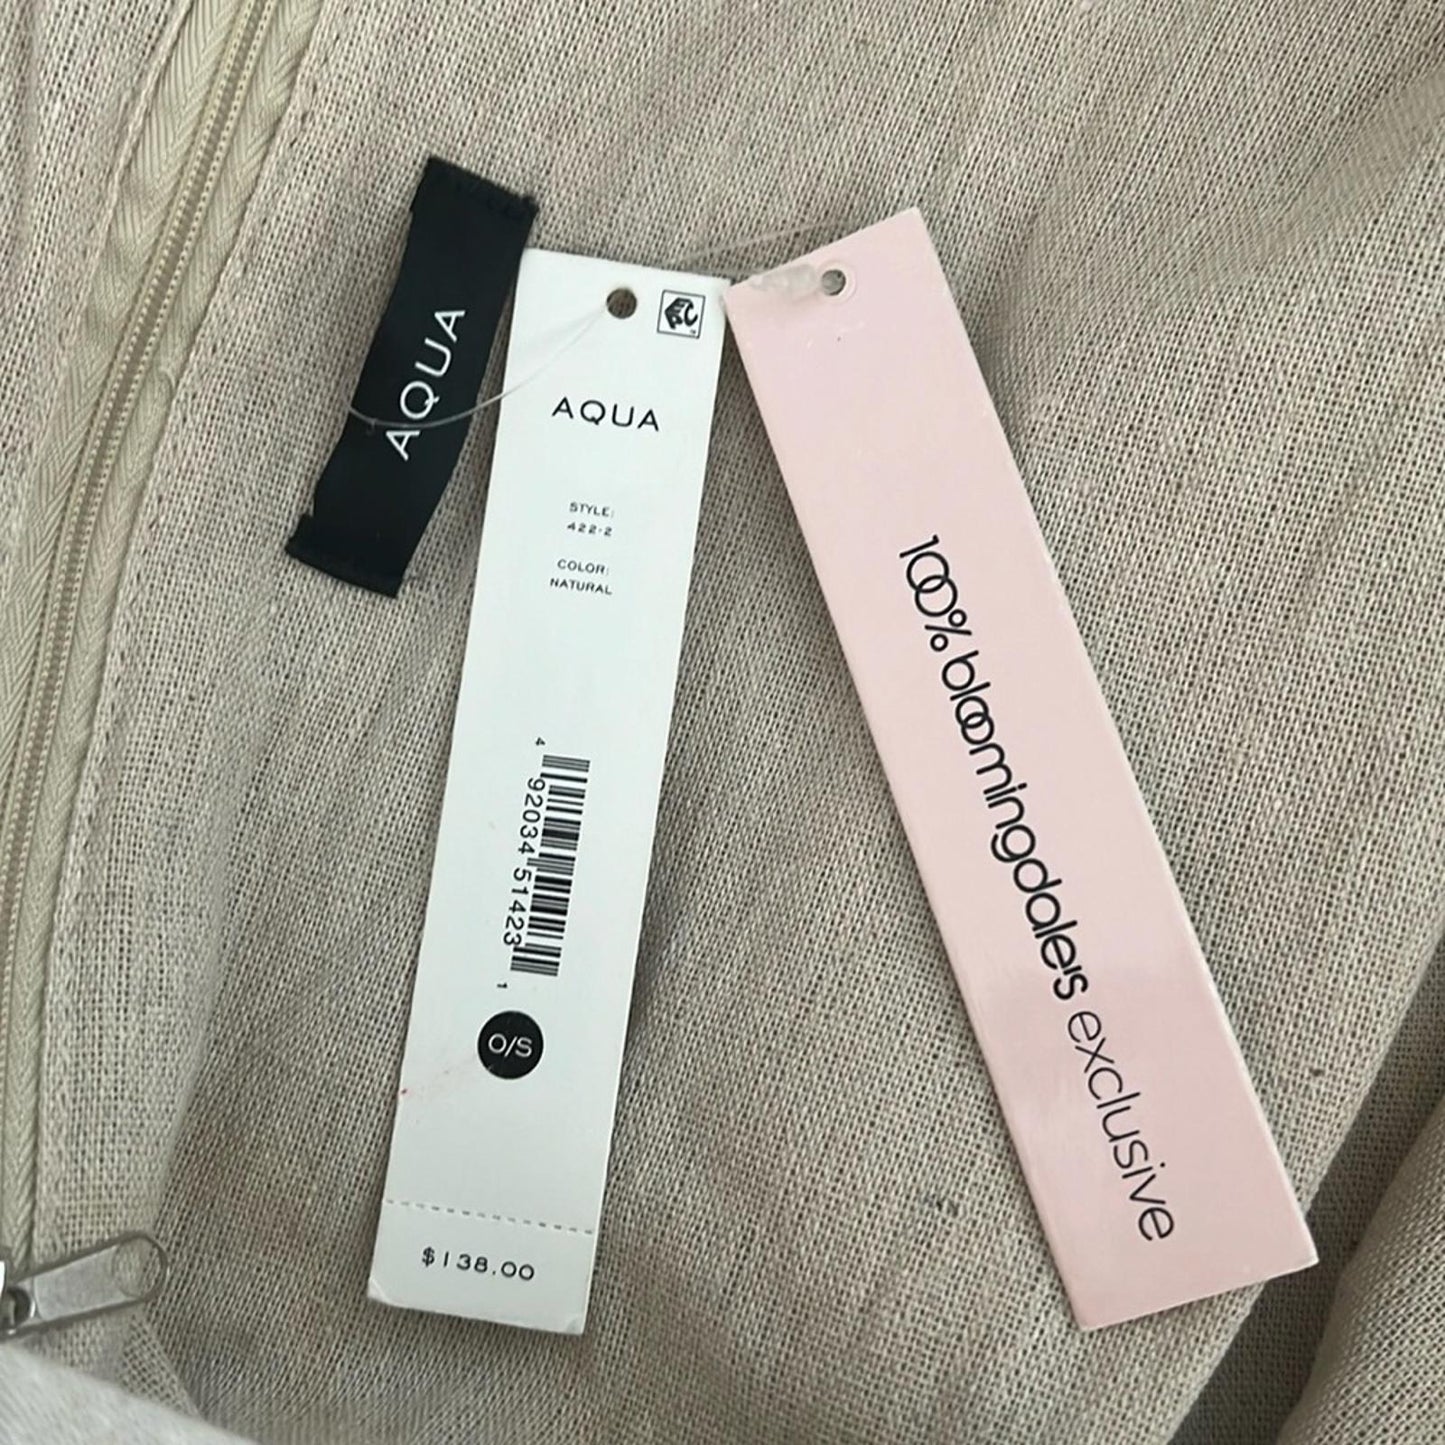 AQUA
AQUA
STYLE:
422-2
COLOR:
NATURAL
4 92034 51423 1
O/S
$138.00
100% bloomingdale's exclusive